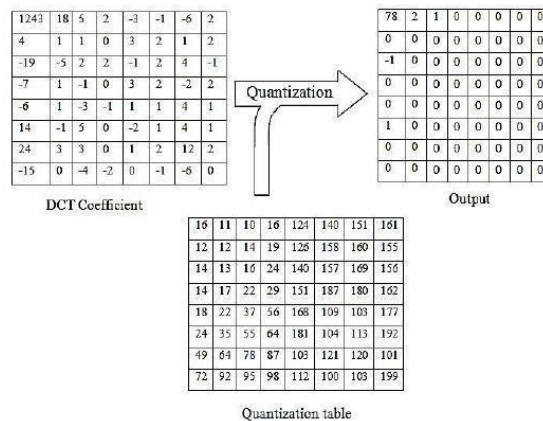 1243 18 5 2 -3 -1 -6 2
4 1 1 0 3 2 1 2
-19 -5 2 2 -1 2 4 -1
-7 1 -1 0 3 2 -2 2
-6 1 -3 -1 1 1 4 1
14 -1 5 0 -2 1 4 1
24 3 3 0 1 2 12 2
-15 0 -4 -2 0 -1 -6 0
DCT Coefficient
Quantization
78 2 1 0 0 0 0 0
0 0 0 0 0 0 0 0
-1 0 0 0 0 0 0 0
0 0 0 0 0 0 0 0
0 0 0 0 0 0 0 0
1 0 0 0 0 0 0 0
0 0 0 0 0 0 0 0
0 0 0 0 0 0 0 0
Output
16 11 10 16 124 140 151 161
12 12 14 19 126 158 160 155
14 13 16 24 140 157 169 156
14 17 22 29 151 187 180 162
18 22 37 56 168 109 103 177
24 35 55 64 181 104 113 192
49 64 78 87 103 121 120 101
72 92 95 98 112 100 103 199
Quantization table